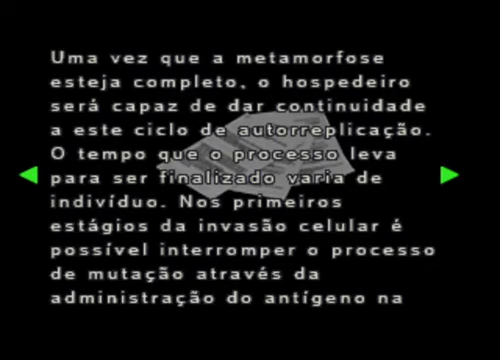 Uma vez que a metamorfose
esteja completo, o hospedeiro
será capaz de dar continuidade
a este ciclo de autorreplicação.
O tempo que o processo leva
para ser finalizado varia de
indivíduo. Nos primeiros
estágios da invasão celular é
possível interromper o processo
de mutação através da
administração do antígeno na